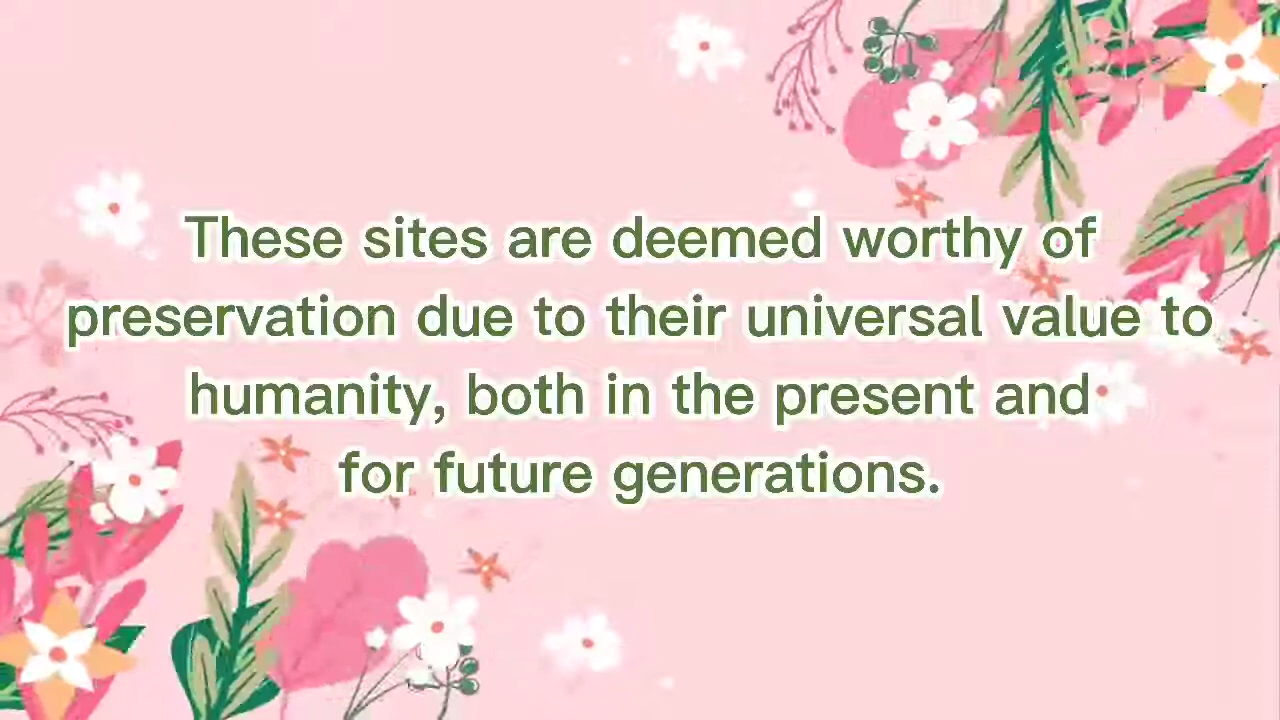 These sites are deemed worthy of
preservation due to their universal value to
humanity, both in the present and
for future generations.